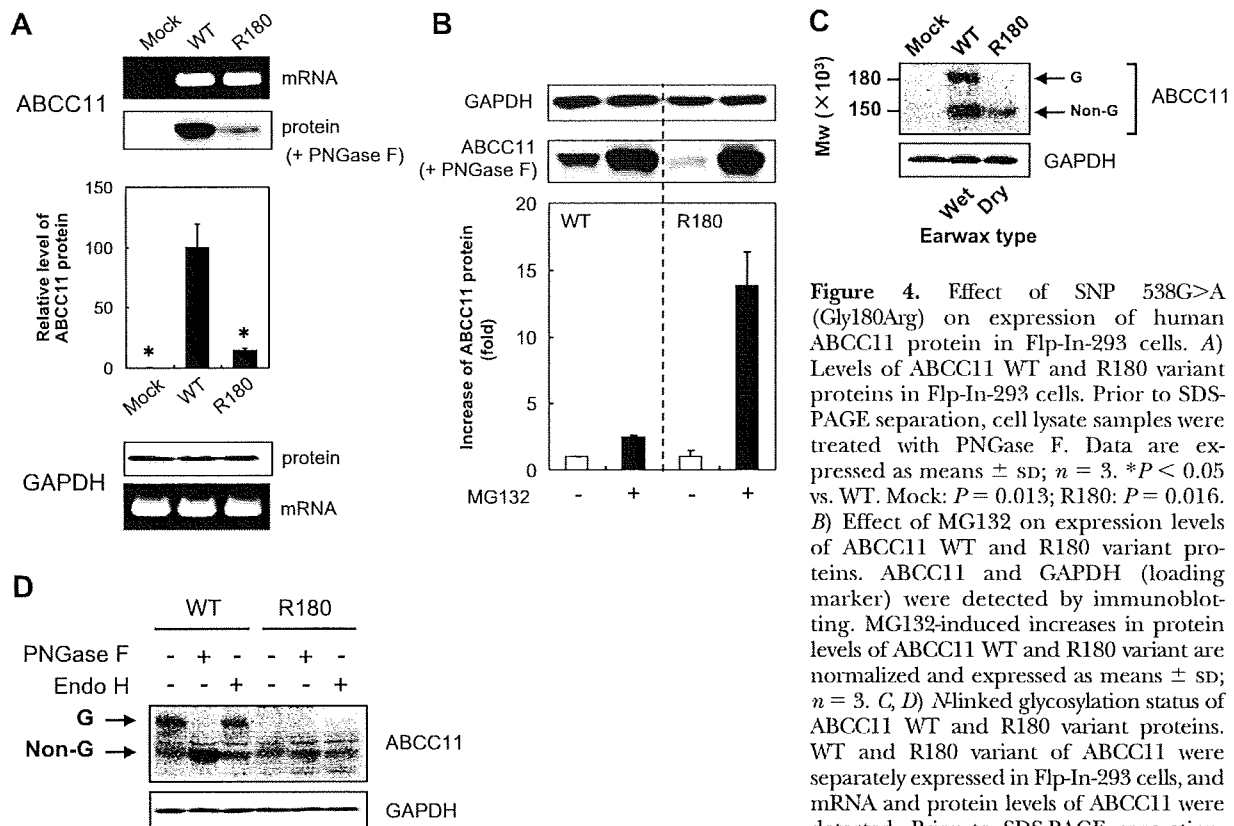 A
Mock WT R180
mRNA
ABCC11
protein
(+ PNGase F)
150
100
50
0
Relative level of
ABCC11 protein
*
*
Mock WT R180
protein
GAPDH
mRNA
B
GAPDH
ABCC11
(+ PNGase F)
20
15
10
5
0
Increase of ABCC11 protein
(fold)
WT R180
MG132 - + - +
C
Mock WT R180
Mw (×10³)
180
150
G
Non-G
ABCC11
GAPDH
Wet Dry
Earwax type
D
WT R180
PNGase F - + - - + -
Endo H - - + - - +
G
Non-G
ABCC11
GAPDH
Figure 4. Effect of SNP 538G>A
(Gly180Arg) on expression of human
ABCC11 protein in Flp-In-293 cells. A)
Levels of ABCC11 WT and R180 variant
proteins in Flp-In-293 cells. Prior to SDS-
PAGE separation, cell lysate samples were
treated with PNGase F. Data are ex-
pressed as means ± SD; n = 3. *P < 0.05
vs. WT. Mock: P = 0.013; R180: P = 0.016.
B) Effect of MG132 on expression levels
of ABCC11 WT and R180 variant pro-
teins. ABCC11 and GAPDH (loading
marker) were detected by immunoblot-
ting. MG132-induced increases in protein
levels of ABCC11 WT and R180 variant are
normalized and expressed as means ± SD;
n = 3. C, D) N-linked glycosylation status of
ABCC11 WT and R180 variant proteins.
WT and R180 variant of ABCC11 were
separately expressed in Flp-In-293 cells, and
mRNA and protein levels of ABCC11 were
detected. Prior to SDS-PAGE separation,